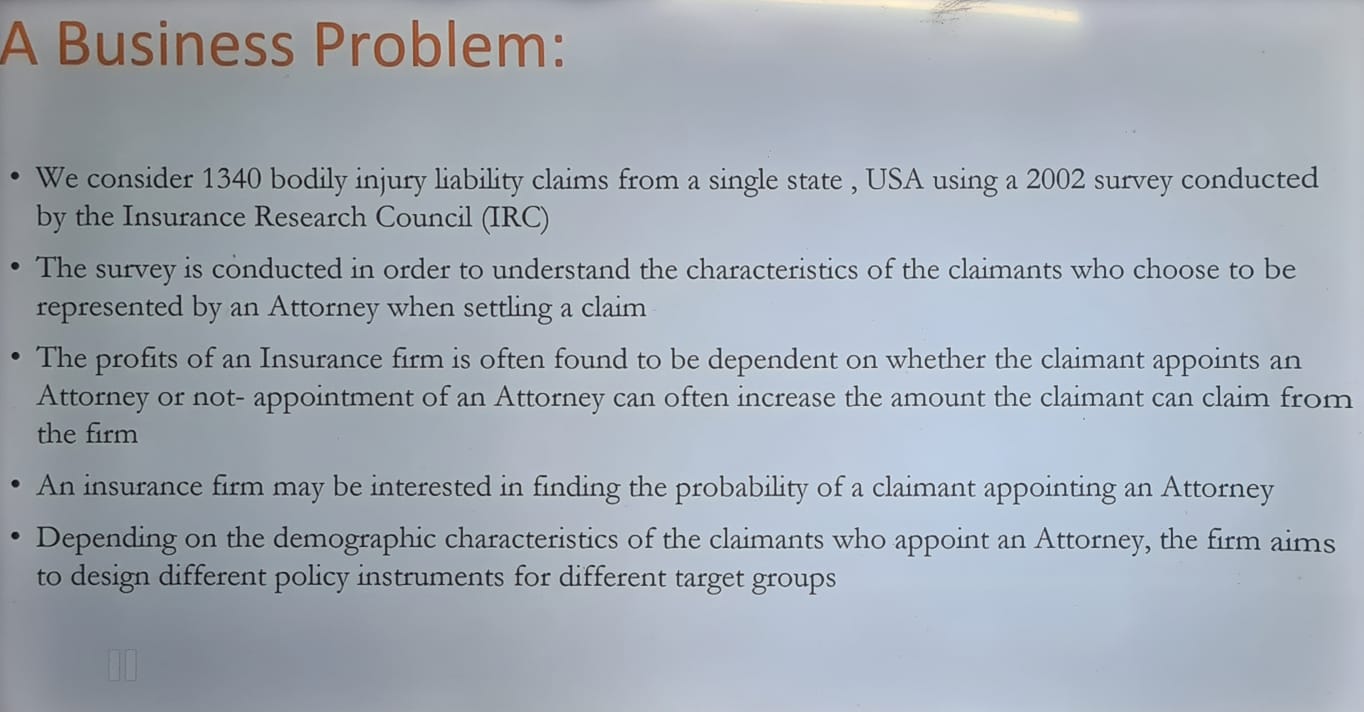 A Business Problem:
• We consider 1340 bodily injury liability claims from a single state , USA using a 2002 survey conducted
by the Insurance Research Council (IRC)
• The survey is conducted in order to understand the characteristics of the claimants who choose to be
represented by an Attorney when settling a claim
• The profits of an Insurance firm is often found to be dependent on whether the claimant appoints an
Attorney or not- appointment of an Attorney can often increase the amount the claimant can claim from
the firm
• An insurance firm may be interested in finding the probability of a claimant appointing an Attorney
• Depending on the demographic characteristics of the claimants who appoint an Attorney, the firm aims
to design different policy instruments for different target groups